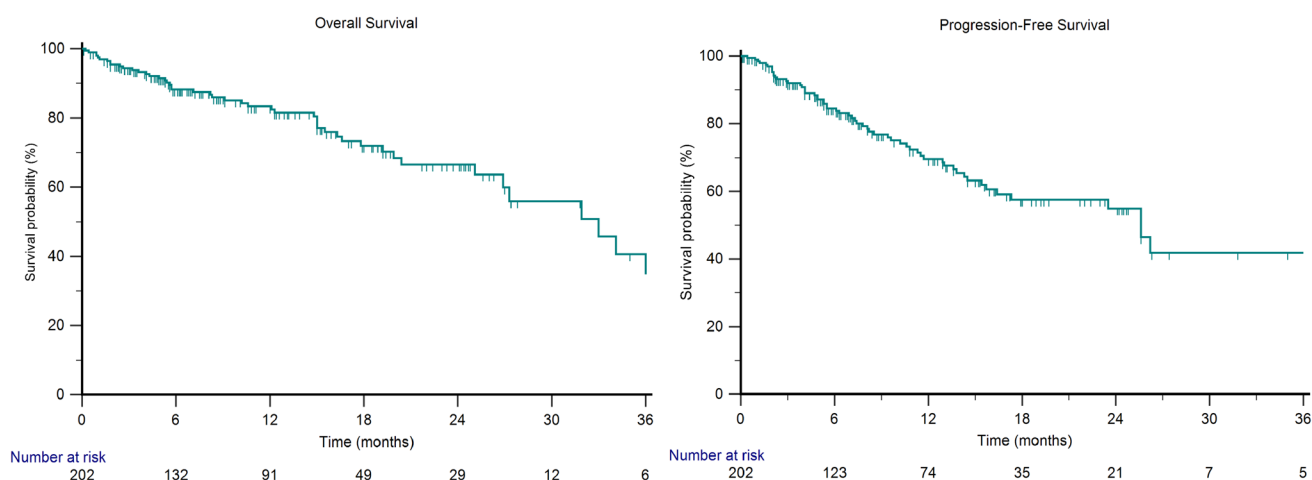 Overall Survival
Survival probability (%)
100
80
60
40
20
0
0 6 12 18 24 30 36
Time (months)
Number at risk
202 132 91 49 29 12 6
Progression-Free Survival
Survival probability (%)
100
80
60
40
20
0
0 6 12 18 24 30 36
Time (months)
Number at risk
202 123 74 35 21 7 5